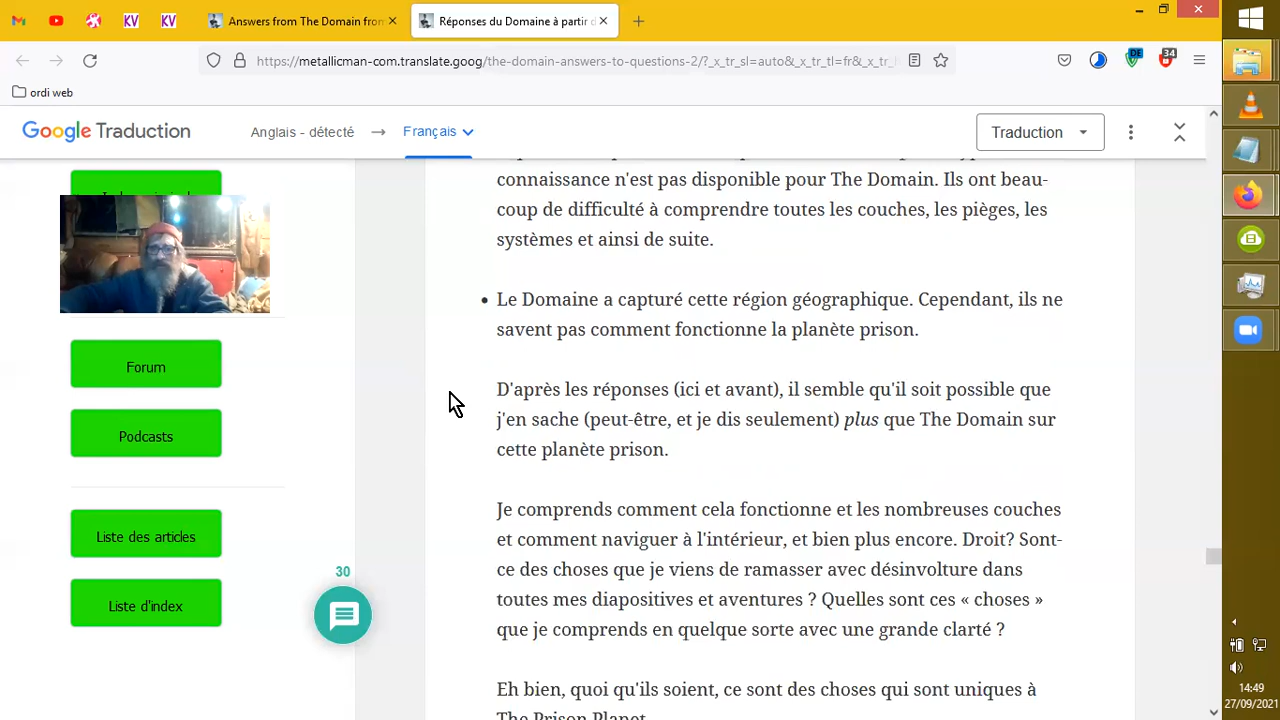 Answers from The Domain fron
Réponses du Domaine à partir d
https://metallicman-com.translate.goog/the-domain-answers-to-questions-2/?_x_tr_sl=auto&_x_tr_tl=fr&_x_tr_
DE
34
ordi web
Google Traduction
Anglais - détecté
Français
Traduction
connaissance n'est pas disponible pour The Domain. Ils ont beau-
coup de difficulté à comprendre toutes les couches, les pièges, les
systèmes et ainsi de suite.
• Le Domaine a capturé cette région géographique. Cependant, ils ne
savent pas comment fonctionne la planète prison.
D'après les réponses (ici et avant), il semble qu'il soit possible que
j'en sache (peut-être, et je dis seulement) plus que The Domain sur
cette planète prison.
Je comprends comment cela fonctionne et les nombreuses couches
et comment naviguer à l'intérieur, et bien plus encore. Droit? Sont-
ce des choses que je viens de ramasser avec désinvolture dans
toutes mes diapositives et aventures ? Quelles sont ces « choses »
que je comprends en quelque sorte avec une grande clarté ?
Eh bien, quoi qu'ils soient, ce sont des choses qui sont uniques à
The Prison Planet
Forum
Podcasts
Liste des articles
30
Liste d'index
14:49
27/09/2021